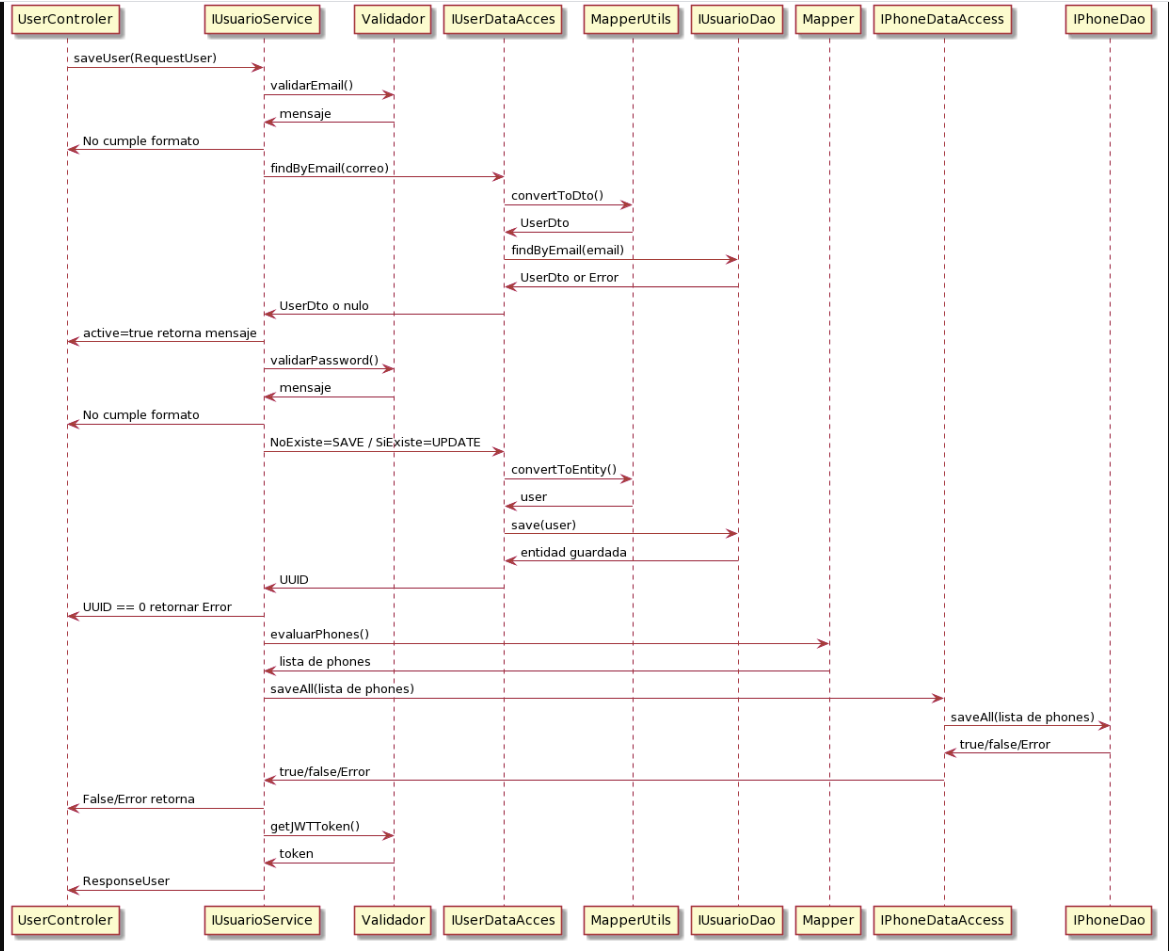 UserControler IUsuarioService Validador IUserDataAcces MapperUtils IUsuarioDao Mapper IPhoneDataAccess IPhoneDao
saveUser(RequestUser)
validarEmail()
mensaje
No cumple formato
findByEmail(correo)
convertToDto()
UserDto
findByEmail(email)
UserDto or Error
UserDto o nulo
active=true retorna mensaje
validarPassword()
mensaje
No cumple formato
NoExiste=SAVE / SiExiste=UPDATE
convertToEntity()
user
save(user)
entidad guardada
UUID
UUID == 0 retornar Error
evaluarPhones()
lista de phones
saveAll(lista de phones)
saveAll(lista de phones)
true/false/Error
true/false/Error
False/Error retorna
getJWTToken()
token
ResponseUser
UserControler IUsuarioService Validador IUserDataAcces MapperUtils IUsuarioDao Mapper IPhoneDataAccess IPhoneDao